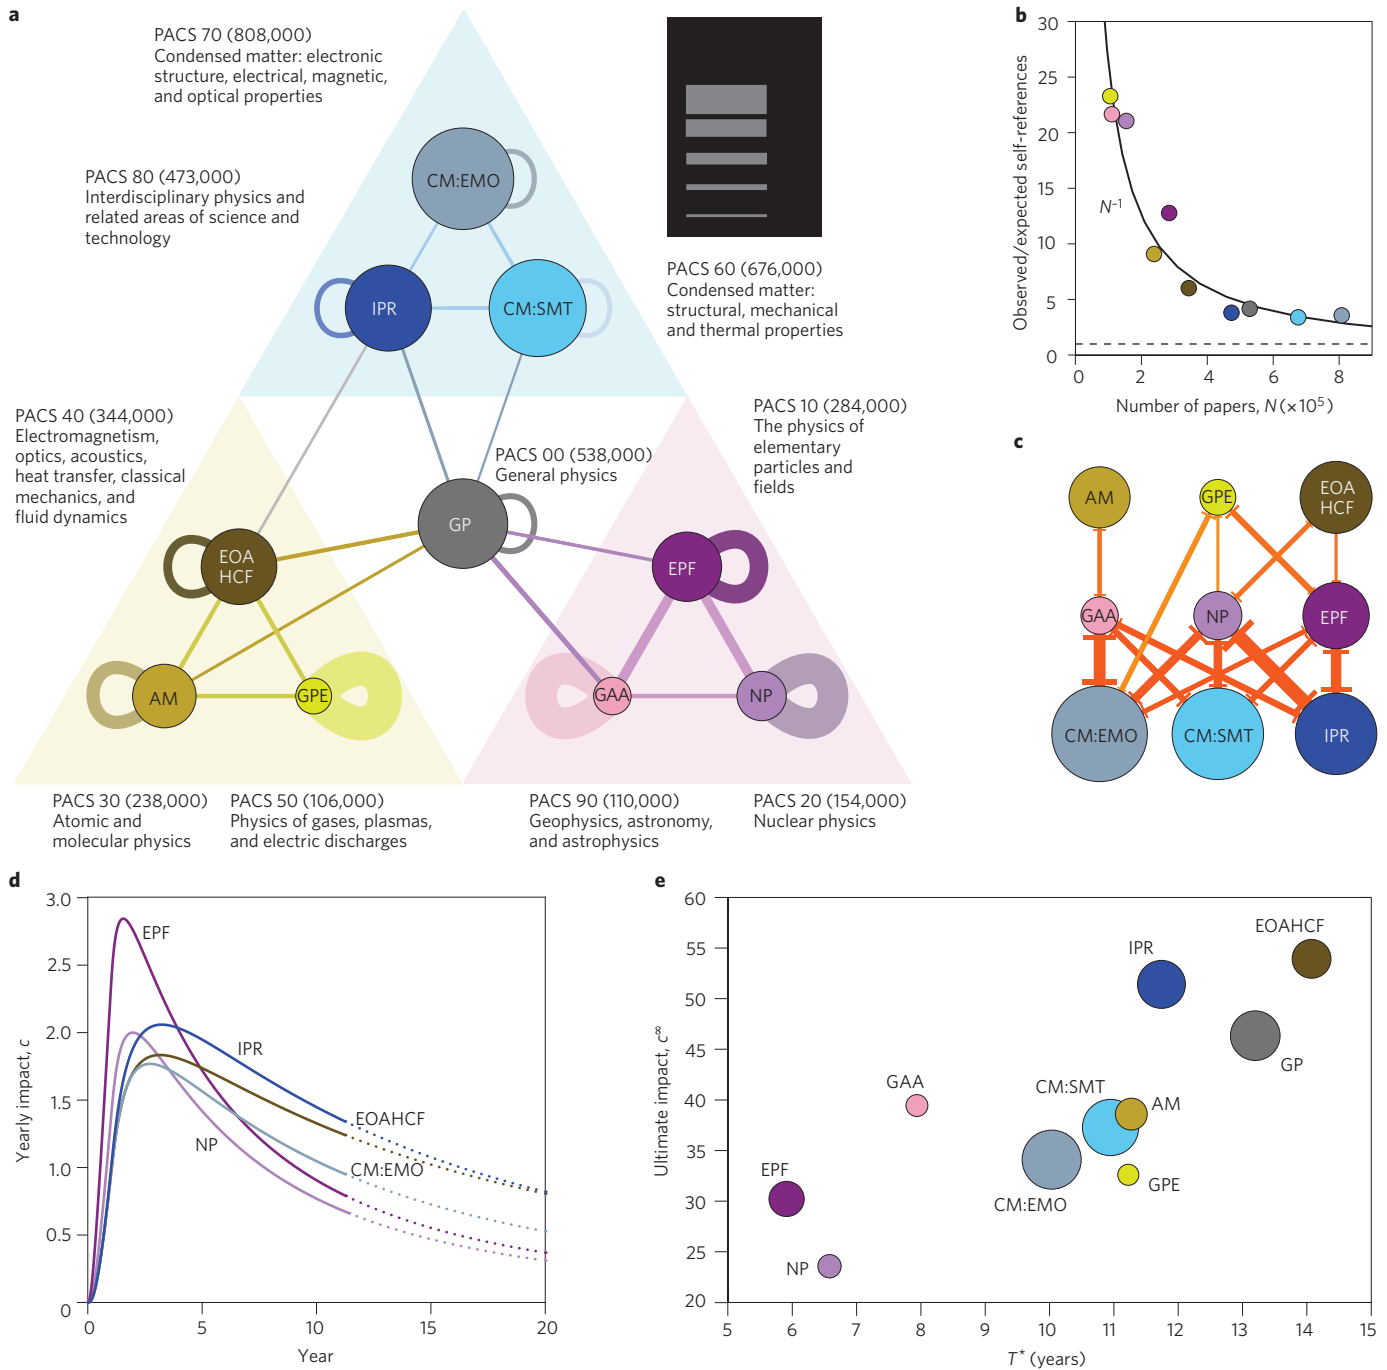 a
PACS 70 (808,000)
Condensed matter: electronic
structure, electrical, magnetic,
and optical properties
PACS 80 (473,000)
Interdisciplinary physics and
related areas of science and
technology
CM:EMO
IPR
CM:SMT
PACS 60 (676,000)
Condensed matter:
structural, mechanical
and thermal properties
PACS 40 (344,000)
Electromagnetism,
optics, acoustics,
heat transfer, classical
mechanics, and
fluid dynamics
PACS 00 (538,000)
General physics
PACS 10 (284,000)
The physics of
elementary
particles and
fields
GP
EOA
HCF
EPF
AM
GPE
GAA
NP
PACS 30 (238,000)
Atomic and
molecular physics
PACS 50 (106,000)
Physics of gases, plasmas,
and electric discharges
PACS 90 (110,000)
Geophysics, astronomy,
and astrophysics
PACS 20 (154,000)
Nuclear physics
b
Observed/expected self-references
30
25
20
15
10
5
0
N⁻¹
0
2
4
6
8
Number of papers, N (×10⁵)
c
AM
GPE
EOA
HCF
GAA
NP
EPF
CM:EMO
CM:SMT
IPR
d
Yearly impact, c
3.0
2.5
2.0
1.5
1.0
0.5
0
EPF
IPR
EOAHCF
NP
CM:EMO
0
5
10
15
20
Year
e
Ultimate impact, c∞
60
55
50
45
40
35
30
25
20
EOAHCF
IPR
GP
GAA
CM:SMT
AM
EPF
GPE
CM:EMO
NP
5
6
7
8
9
10
11
12
13
14
15
T* (years)